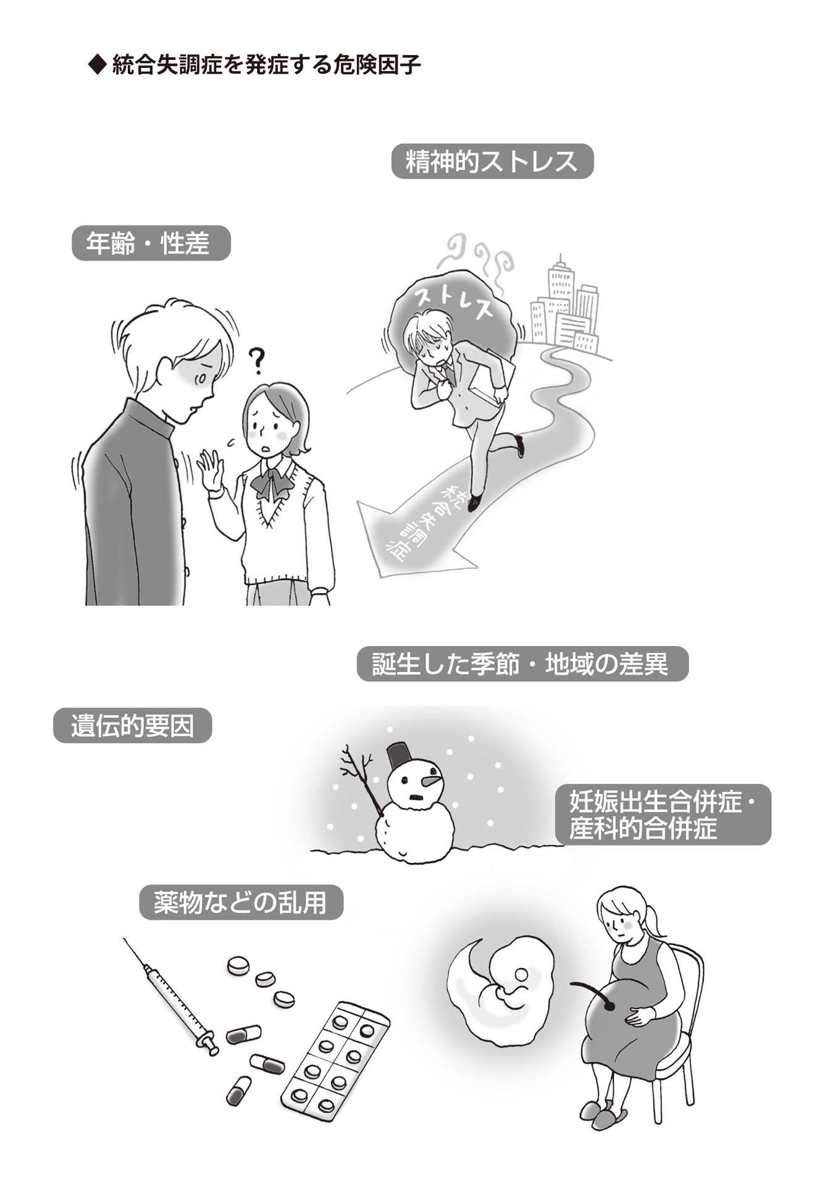 ◆ 統合失調症を発症する危険因子
精神的ストレス
年齢・性差
ストレス
?
統合失調症
誕生した季節・地域の差異
遺伝的要因
妊娠出生合併症・
産科的合併症
薬物などの乱用